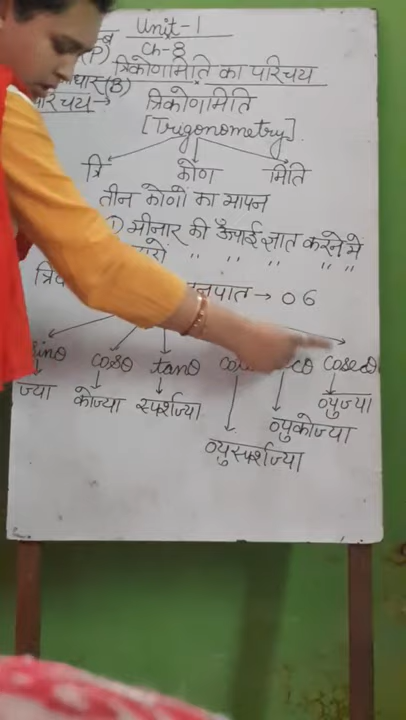 Unit-1
(P) Ch-8
(B) त्रिकोणमिति का परिचय
त्रिकोणमिति
[Trigonometry]
त्रि कोण मिति
तीन कोणों का मापन
① मीनार की ऊँचाई ज्ञात करने में
" " " " "
→ 06
sinθ cosθ tanθ cosecθ
ज्या कोज्या स्पर्शज्या व्युज्या
व्युकोज्या
व्युस्पर्शज्या